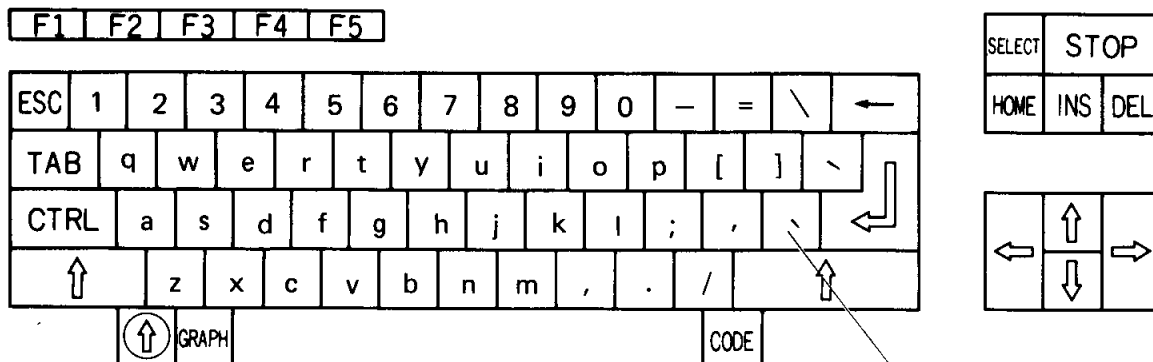 F1 F2 F3 F4 F5
SELECT STOP
ESC 1 2 3 4 5 6 7 8 9 0 — = \ ←
HOME INS DEL
TAB q w e r t y u i o p [ ] `
CTRL a s d f g h j k l ; ′ `
⇧ z x c v b n m , . / ⇧
⇦ ⇧ ⇩ ⇨
⇧ GRAPH CODE